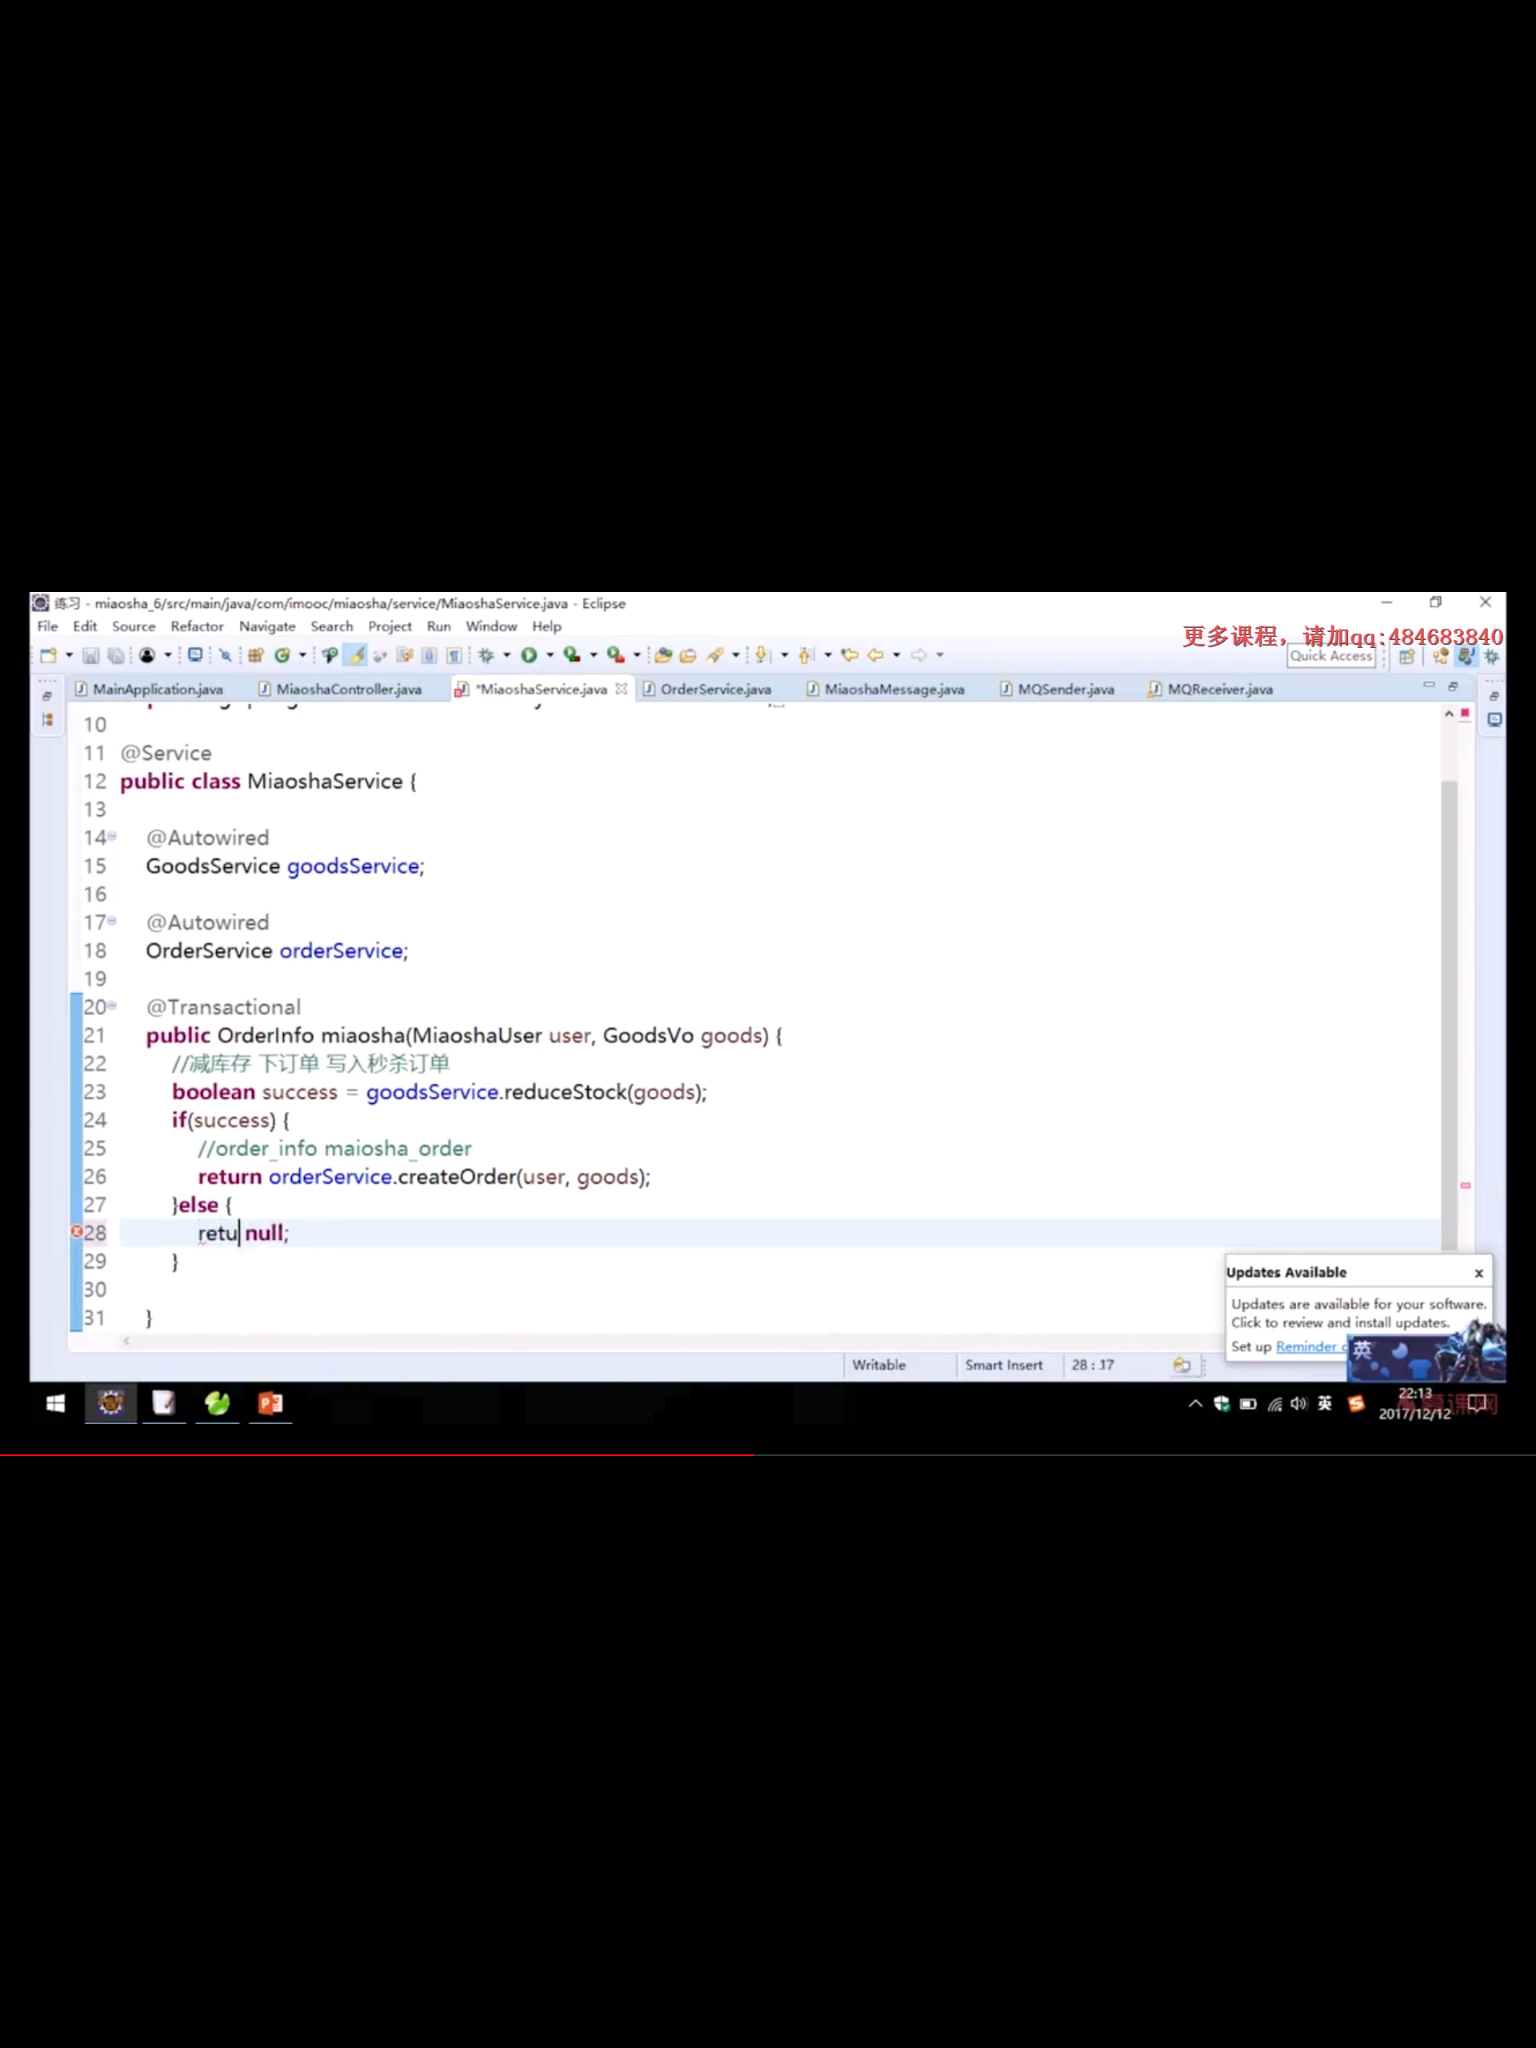 练习 - miaosha_6/src/main/java/com/imooc/miaosha/service/MiaoshaService.java - Eclipse
File Edit Source Refactor Navigate Search Project Run Window Help
更多课程，请加qq:484683840
Quick Access
MainApplication.java MiaoshaController.java *MiaoshaService.java OrderService.java MiaoshaMessage.java MQSender.java MQReceiver.java
10
11 @Service
12 public class MiaoshaService {
13
14 @Autowired
15 GoodsService goodsService;
16
17 @Autowired
18 OrderService orderService;
19
20 @Transactional
21 public OrderInfo miaosha(MiaoshaUser user, GoodsVo goods) {
22 //减库存 下订单 写入秒杀订单
23 boolean success = goodsService.reduceStock(goods);
24 if(success) {
25 //order_info maiosha_order
26 return orderService.createOrder(user, goods);
27 }else {
28 retu null;
29 }
30
31 }
Updates Available x
Updates are available for your software.
Click to review and install updates.
Set up Reminder
英
Writable Smart Insert 28 : 17
英
22:13
2017/12/12